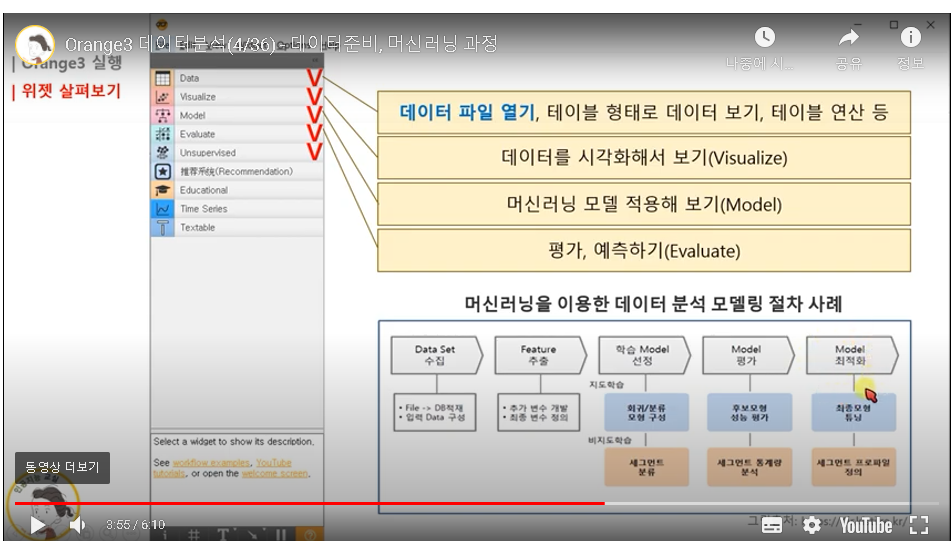 Orange3 데이터분석(4/36) - 데이터준비, 머신러닝 과정
나중에 시...
공유
정보
| Orange3 실행
| 위젯 살펴보기
Data
Visualize
Model
Evaluate
Unsupervised
推荐系统(Recommendation)
Educational
Time Series
Textable
V
V
V
V
V
데이터 파일 열기, 테이블 형태로 데이터 보기, 테이블 연산 등
데이터를 시각화해서 보기(Visualize)
머신러닝 모델 적용해 보기(Model)
평가, 예측하기(Evaluate)
머신러닝을 이용한 데이터 분석 모델링 절차 사례
Data Set
수집
Feature
추출
학습 Model
선정
Model
평가
Model
최적화
지도학습
• File -> DB적재
• 입력 Data 구성
• 추가 변수 개발
• 최종 변수 정의
회귀/분류
모형 구성
후보모형
성능 평가
최종모형
튜닝
비지도학습
세그먼트
분류
세그먼트 통계량
분석
세그먼트 프로파일
정의
Select a widget to show its description.
See workflow examples, YouTube
tutorials, or open the welcome screen.
동영상 더보기
3:55 / 6:10
YouTube